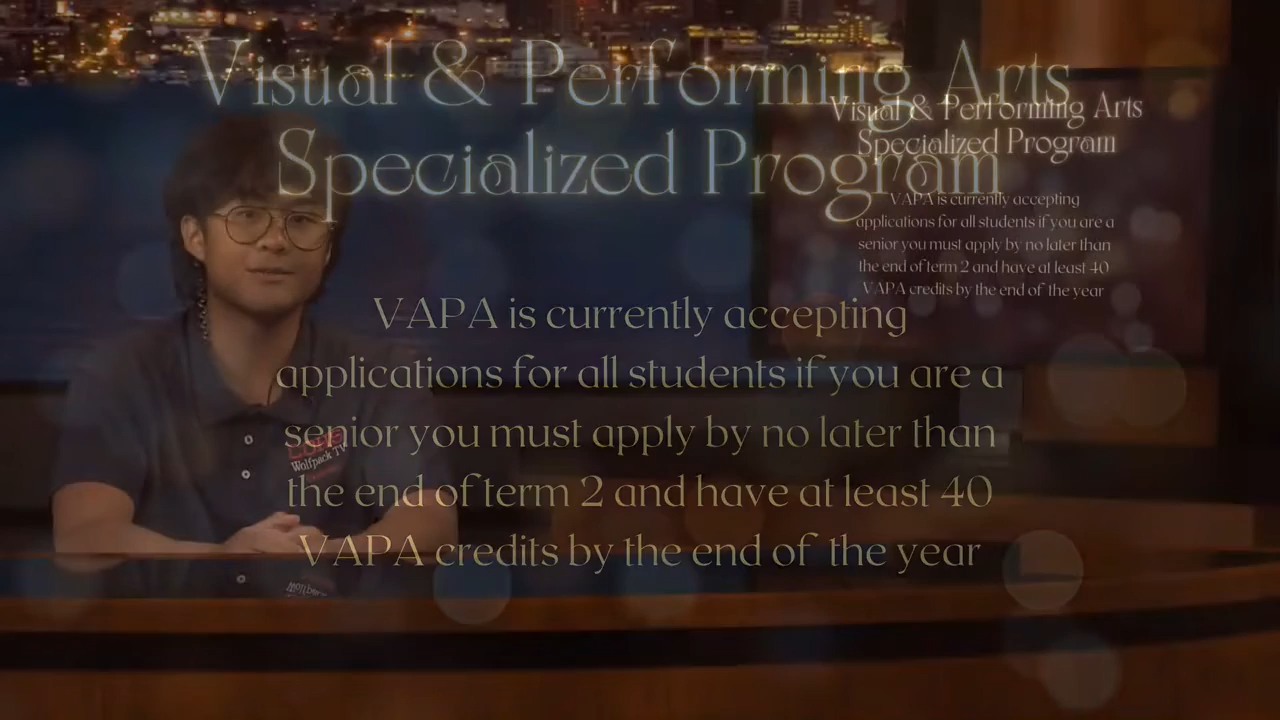 Visual & Performing Arts
Specialized Program
VAPA is currently accepting
applications for all students if you are a
senior you must apply by no later than
the end of term 2 and have at least 40
VAPA credits by the end of the year
Visual & Performing Arts
Specialized Program
VAPA is currently accepting
applications for all students if you are a
senior you must apply by no later than
the end of term 2 and have at least 40
VAPA credits by the end of the year
Wolfpack TV